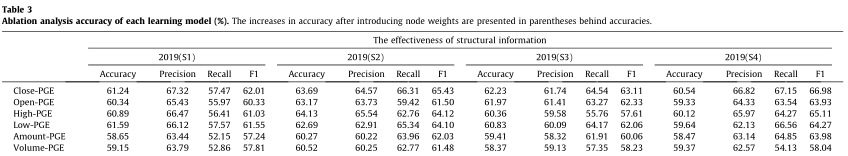 Table 3
Ablation analysis accuracy of each learning model (%). The increases in accuracy after introducing node weights are presented in parentheses behind accuracies.
The effectiveness of structural information
2019(S1) 2019(S2) 2019(S3) 2019(S4)
Accuracy Precision Recall F1 Accuracy Precision Recall F1 Accuracy Precision Recall F1 Accuracy Precision Recall F1
Close-PGE 61.24 67.32 57.47 62.01 63.69 64.57 66.31 65.43 62.23 61.74 64.54 63.11 60.54 66.82 67.15 66.98
Open-PGE 60.34 65.43 55.97 60.33 63.17 63.73 59.42 61.50 61.97 61.41 63.27 62.33 59.33 64.33 63.54 63.93
High-PGE 60.89 66.47 56.41 61.03 64.13 65.54 62.76 64.12 60.36 59.58 55.76 57.61 60.12 65.97 64.27 65.11
Low-PGE 61.59 66.12 57.57 61.55 62.69 62.91 65.34 64.10 60.83 60.09 64.17 62.06 59.64 62.13 66.56 64.27
Amount-PGE 58.65 63.44 52.15 57.24 60.27 60.22 63.96 62.03 59.41 58.32 61.91 60.06 58.47 63.14 64.85 63.98
Volume-PGE 59.15 63.79 52.86 57.81 60.52 60.25 62.77 61.48 58.37 59.13 57.35 58.23 59.37 62.57 54.13 58.04